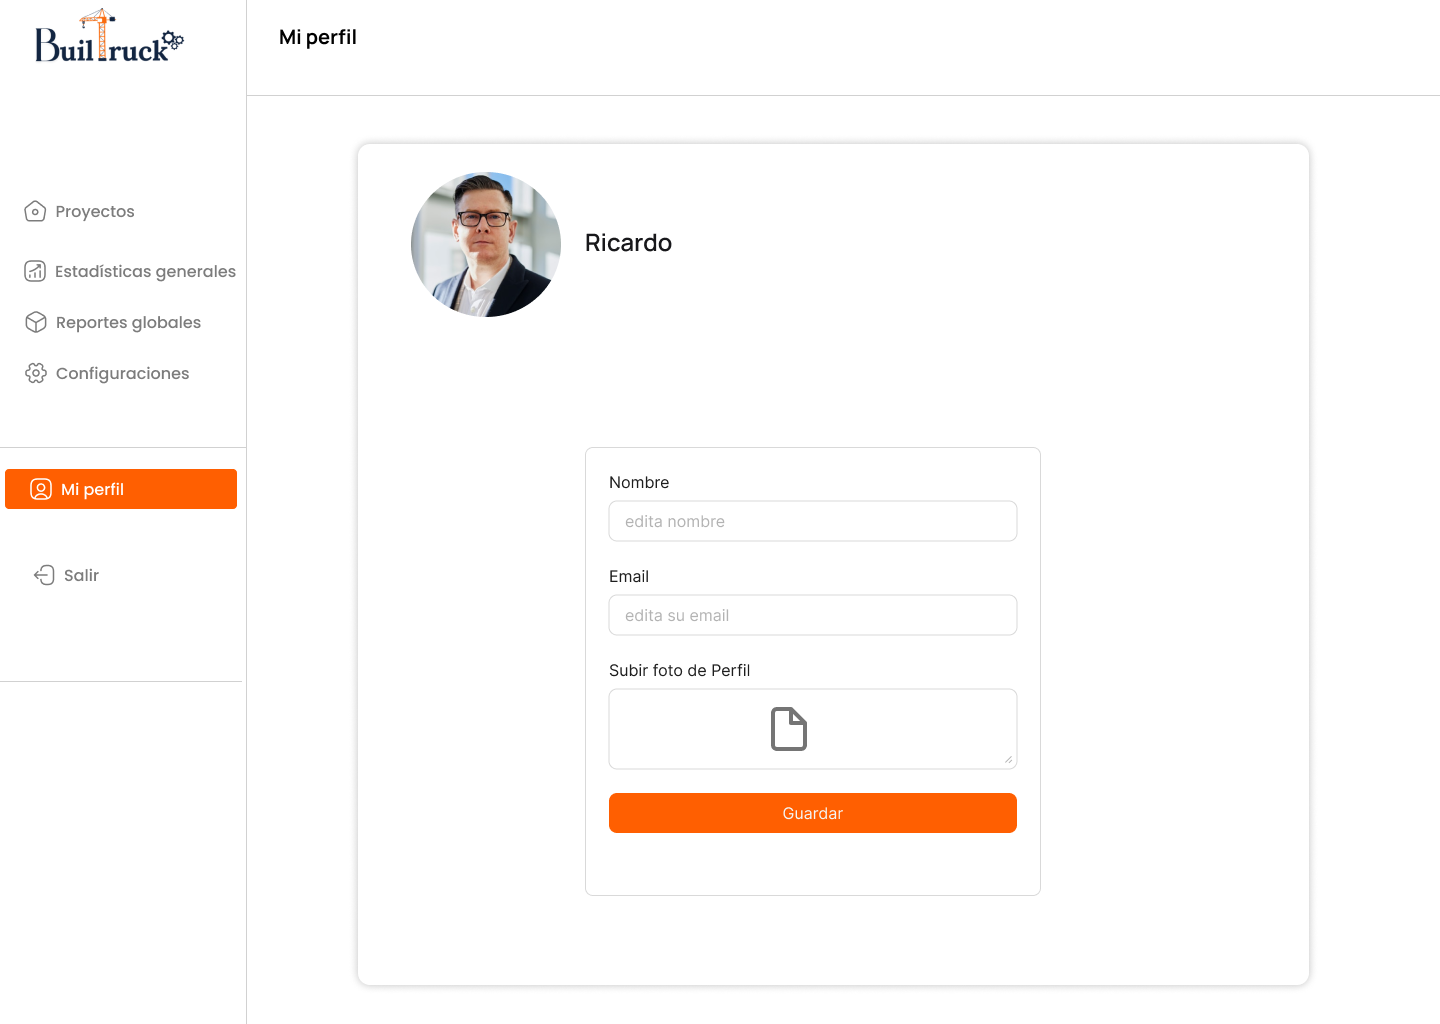 BuilTruck
Mi perfil
Proyectos
Estadísticas generales
Reportes globales
Configuraciones
Mi perfil
Salir
Ricardo
Nombre
edita nombre
Email
edita su email
Subir foto de Perfil
Guardar